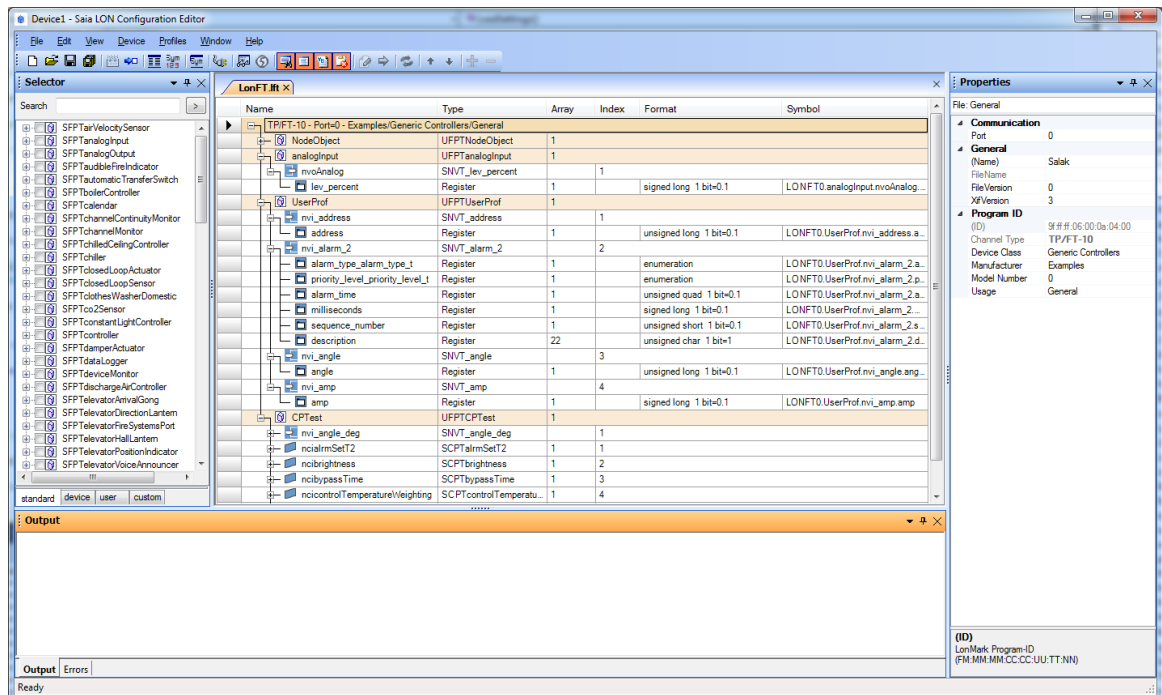 Device1 - Saia LON Configuration Editor
File Edit View Device Profiles Window Help
Selector
Search
>
SFPTairVelocitySensor
SFPTanalogInput
SFPTanalogOutput
SFPTaudibleFireIndicator
SFPTautomaticTransferSwitch
SFPTboilerController
SFPTcalendar
SFPTchannelContinuityMonitor
SFPTchannelMonitor
SFPTchilledCeilingController
SFPTchiller
SFPTclosedLoopActuator
SFPTclosedLoopSensor
SFPTclothesWasherDomestic
SFPTco2Sensor
SFPTconstantLightController
SFPTcontroller
SFPTdamperActuator
SFPTdataLogger
SFPTdeviceMonitor
SFPTdischargeAirController
SFPTelevatorArrivalGong
SFPTelevatorDirectionLantern
SFPTelevatorFireSystemsPort
SFPTelevatorHallLantern
SFPTelevatorPositionIndicator
SFPTelevatorVoiceAnnouncer
standard device user custom
LonFT.lft
Name Type Array Index Format Symbol
TP/FT-10 - Port=0 - Examples/Generic Controllers/General
NodeObject UFPTNodeObject 1
analogInput UFPTanalogInput 1
nvoAnalog SNVT_lev_percent 1
lev_percent Register 1 signed long 1 bit=0.1 LONFT0.analogInput.nvoAnalog....
UserProf UFPTUserProf 1
nvi_address SNVT_address 1
address Register 1 unsigned long 1 bit=0.1 LONFT0.UserProf.nvi_address.a...
nvi_alarm_2 SNVT_alarm_2 2
alarm_type_alarm_type_t Register 1 enumeration LONFT0.UserProf.nvi_alarm_2.a...
priority_level_priority_level_t Register 1 enumeration LONFT0.UserProf.nvi_alarm_2.p...
alarm_time Register 1 unsigned quad 1 bit=0.1 LONFT0.UserProf.nvi_alarm_2.a...
milliseconds Register 1 signed long 1 bit=0.1 LONFT0.UserProf.nvi_alarm_2....
sequence_number Register 1 unsigned short 1 bit=0.1 LONFT0.UserProf.nvi_alarm_2.s...
description Register 22 unsigned char 1 bit=1 LONFT0.UserProf.nvi_alarm_2.d...
nvi_angle SNVT_angle 3
angle Register 1 unsigned long 1 bit=0.1 LONFT0.UserProf.nvi_angle.ang...
nvi_amp SNVT_amp 4
amp Register 1 signed long 1 bit=0.1 LONFT0.UserProf.nvi_amp.amp
CPTest UFPTCPTest 1
nvi_angle_deg SNVT_angle_deg 1
ncialrmSetT2 SCPTalrmSetT2 1 1
ncibrightness SCPTbrightness 1 2
ncibypassTime SCPTbypassTime 1 3
ncicontrolTemperatureWeighting SCPTcontrolTemperatu... 1 4
Properties
File: General
Communication
Port 0
General
(Name) Salak
FileName
FileVersion 0
XifVersion 3
Program ID
(ID) 9f:ff:ff:06:00:0a:04:00
Channel Type TP/FT-10
Device Class Generic Controllers
Manufacturer Examples
Model Number 0
Usage General
(ID)
LonMark Program-ID
(FM:MM:MM:CC:CC:UU:TT:NN)
Output
Output Errors
Ready